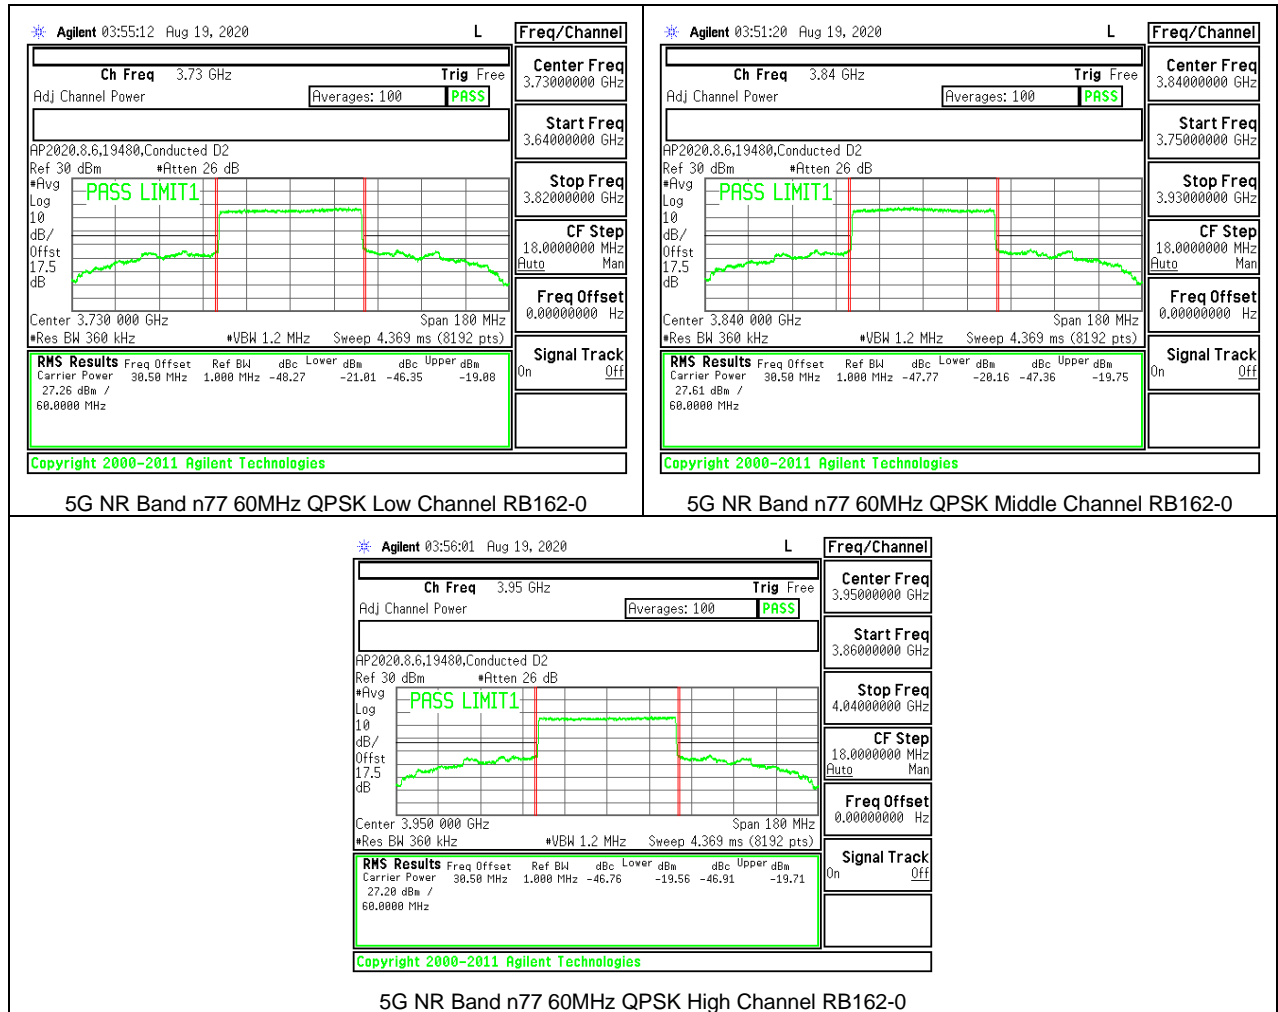 Agilent 03:55:12 Aug 19, 2020 L
Freq/Channel
Ch Freq 3.73 GHz Trig Free
Adj Channel Power Averages: 100 PASS
AP2020.8.6,19480,Conducted D2
Ref 30 dBm #Atten 26 dB
#Avg
Log
10
dB/
Offst
17.5
dB
PASS LIMIT1
Center 3.730 000 GHz Span 180 MHz
#Res BW 360 kHz #VBW 1.2 MHz Sweep 4.369 ms (8192 pts)
RMS Results Freq Offset Ref BW dBc Lower dBm dBc Upper dBm
Carrier Power 30.50 MHz 1.000 MHz -48.27 -21.01 -46.35 -19.08
27.26 dBm /
60.0000 MHz
Center Freq
3.73000000 GHz
Start Freq
3.64000000 GHz
Stop Freq
3.82000000 GHz
CF Step
18.0000000 MHz
Auto Man
Freq Offset
0.00000000 Hz
Signal Track
On Off
Copyright 2000-2011 Agilent Technologies
5G NR Band n77 60MHz QPSK Low Channel RB162-0
Agilent 03:51:20 Aug 19, 2020 L
Freq/Channel
Ch Freq 3.84 GHz Trig Free
Adj Channel Power Averages: 100 PASS
AP2020.8.6,19480,Conducted D2
Ref 30 dBm #Atten 26 dB
#Avg
Log
10
dB/
Offst
17.5
dB
PASS LIMIT1
Center 3.840 000 GHz Span 180 MHz
#Res BW 360 kHz #VBW 1.2 MHz Sweep 4.369 ms (8192 pts)
RMS Results Freq Offset Ref BW dBc Lower dBm dBc Upper dBm
Carrier Power 30.50 MHz 1.000 MHz -47.77 -20.16 -47.36 -19.75
27.61 dBm /
60.0000 MHz
Center Freq
3.84000000 GHz
Start Freq
3.75000000 GHz
Stop Freq
3.93000000 GHz
CF Step
18.0000000 MHz
Auto Man
Freq Offset
0.00000000 Hz
Signal Track
On Off
Copyright 2000-2011 Agilent Technologies
5G NR Band n77 60MHz QPSK Middle Channel RB162-0
Agilent 03:56:01 Aug 19, 2020 L
Freq/Channel
Ch Freq 3.95 GHz Trig Free
Adj Channel Power Averages: 100 PASS
AP2020.8.6,19480,Conducted D2
Ref 30 dBm #Atten 26 dB
#Avg
Log
10
dB/
Offst
17.5
dB
PASS LIMIT1
Center 3.950 000 GHz Span 180 MHz
#Res BW 360 kHz #VBW 1.2 MHz Sweep 4.369 ms (8192 pts)
RMS Results Freq Offset Ref BW dBc Lower dBm dBc Upper dBm
Carrier Power 30.50 MHz 1.000 MHz -46.76 -19.56 -46.91 -19.71
27.20 dBm /
60.0000 MHz
Center Freq
3.95000000 GHz
Start Freq
3.86000000 GHz
Stop Freq
4.04000000 GHz
CF Step
18.0000000 MHz
Auto Man
Freq Offset
0.00000000 Hz
Signal Track
On Off
Copyright 2000-2011 Agilent Technologies
5G NR Band n77 60MHz QPSK High Channel RB162-0